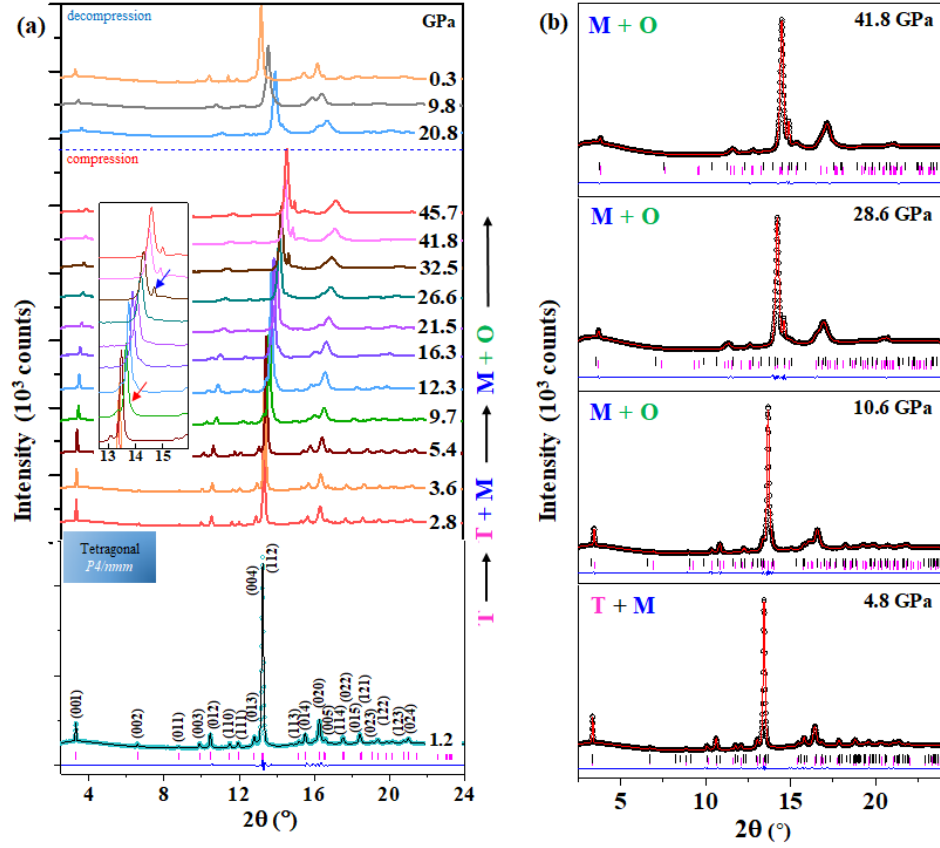 (a)
decompression
GPa
0.3
9.8
20.8
compression
45.7
41.8
32.5
26.6
21.5
16.3
12.3
9.7
5.4
3.6
2.8
13 14 15
Tetragonal
P4/nmm
(001)
(002)
(011)
(003)
(012)
(110)
(111)
(013)
(004)
(112)
(113)
(014)
(020)
(005)
(114)
(022)
(015)
(121)
(023)
(122)
(123)
(024)
1.2
4 8 12 16 20 24
2θ (°)
Intensity (10³ counts)
T
T + M
M + O
(b)
M + O
41.8 GPa
M + O
28.6 GPa
M + O
10.6 GPa
T + M
4.8 GPa
5 10 15 20
2θ (°)
Intensity (10³ counts)